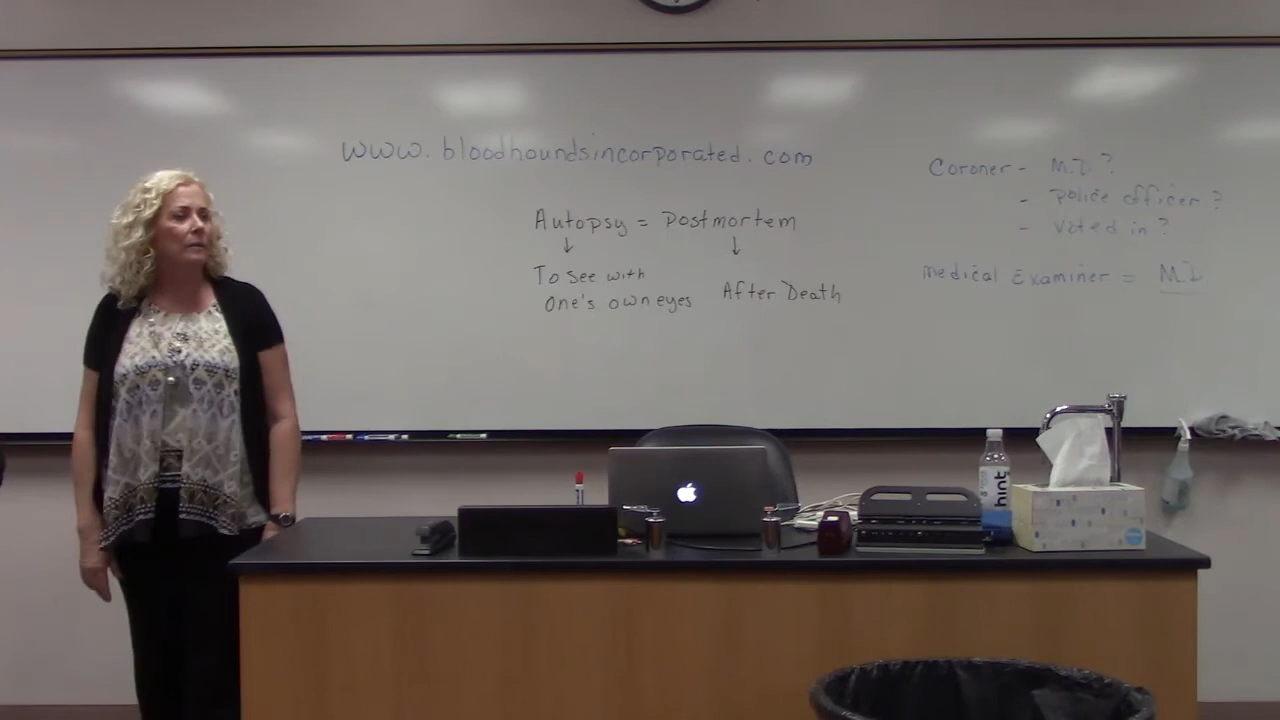 www.bloodhoundsincorporated.com
Autopsy = Postmortem
↓ ↓
To see with
one's own eyes
After Death
Coroner - M.D?
- Police officer?
- Voted in?
Medical Examiner = M.D
hint